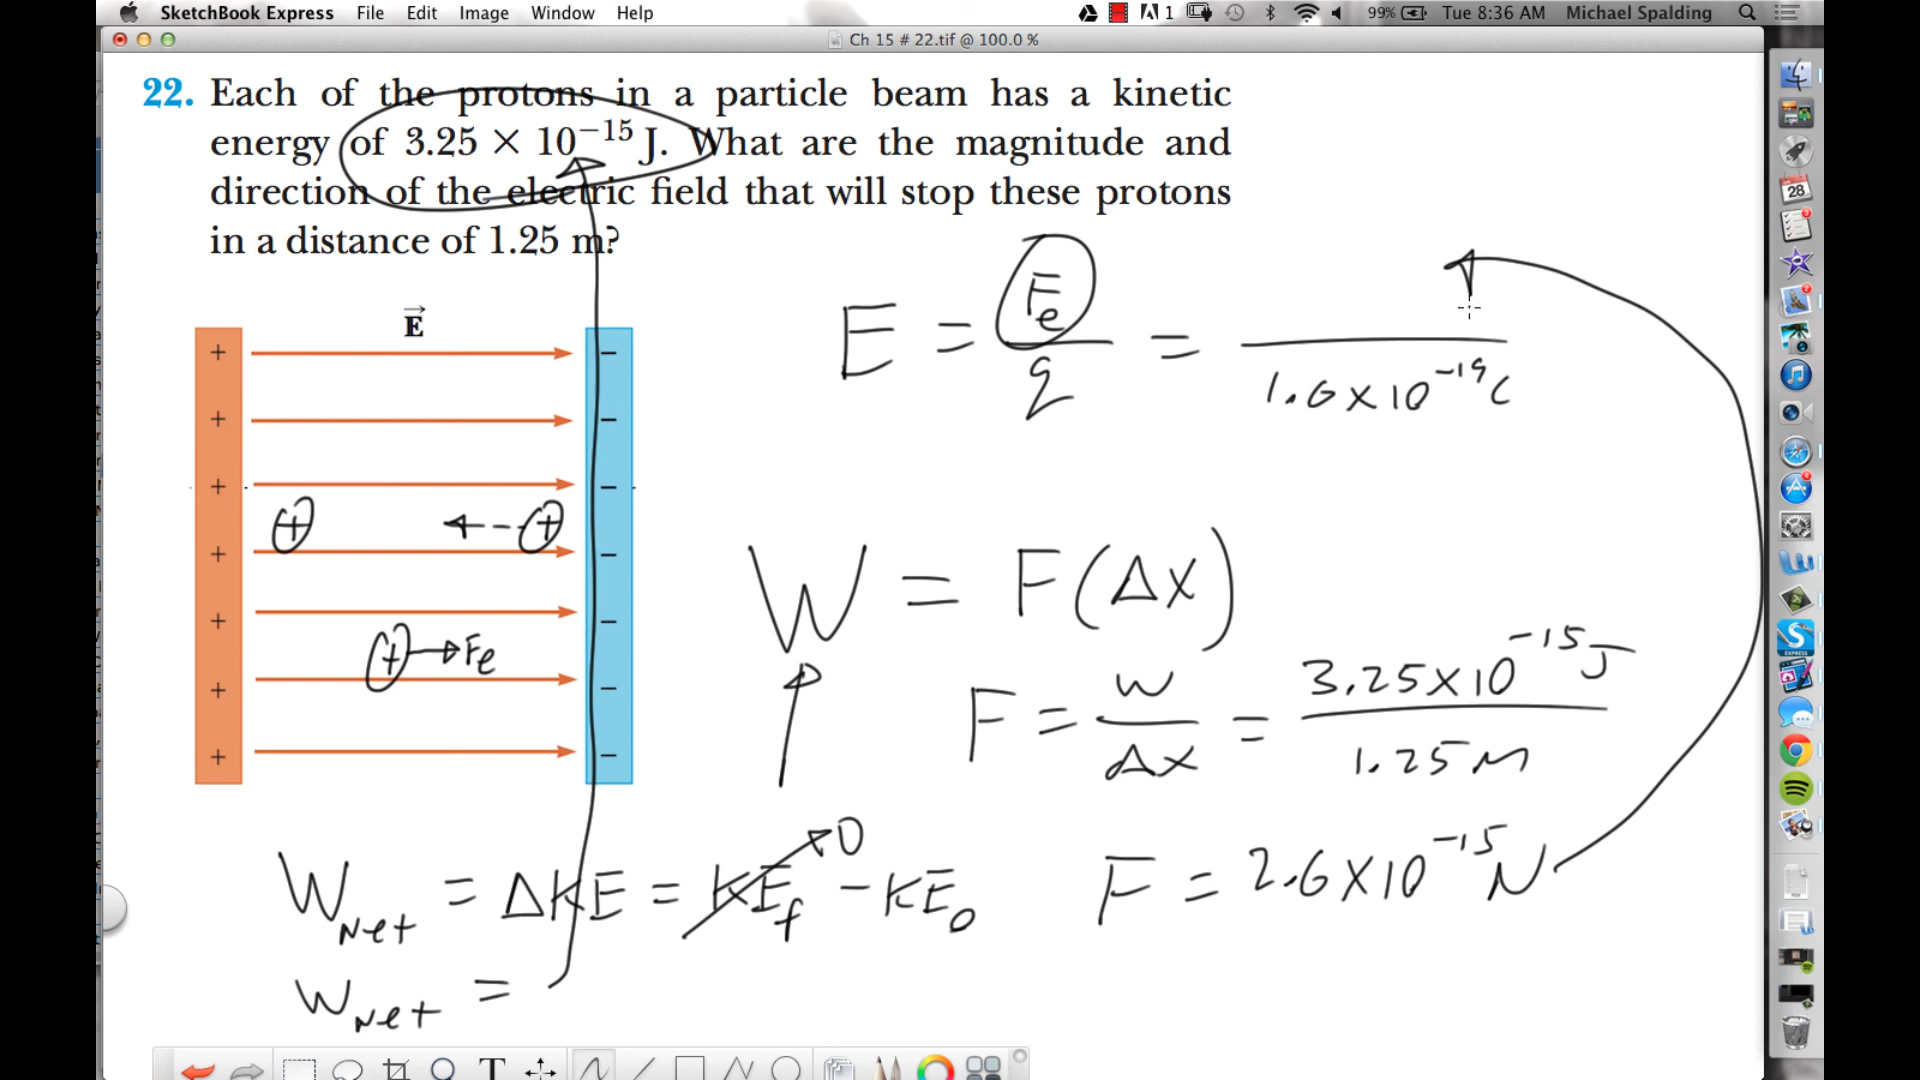 SketchBook Express File Edit Image Window Help 1 99% Tue 8:36 AM Michael Spalding
Ch 15 # 22.tif @ 100.0 %
22. Each of the protons in a particle beam has a kinetic
energy of 3.25 × 10⁻¹⁵ J. What are the magnitude and
direction of the electric field that will stop these protons
in a distance of 1.25 m?
E = Fe/q = /1.6x10⁻¹⁹C
E⃗
+ −
+ −
+ −
+ + −
+ −
+ → Fe
+ −
+ −
W = F(Δx)
F = W/Δx = 3.25x10⁻¹⁵J/1.25m
F = 2.6x10⁻¹⁵N
WNet = ΔKE = KEf →0 - KE0
WNet =
T
28
S
EXPRESS